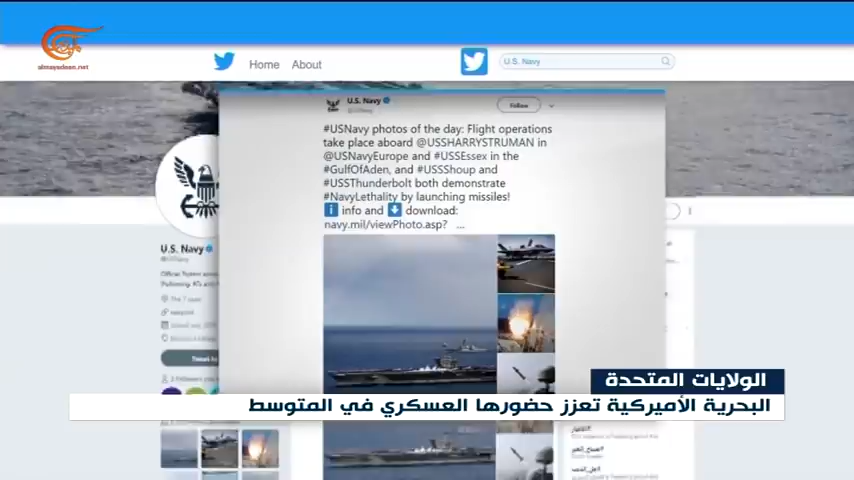 almayadeen.net
Home About
U.S. Navy
U.S. Navy
Follow
#USNavy photos of the day: Flight operations
take place aboard @USSHARRYSTRUMAN in
@USNavyEurope and #USSEssex in the
#GulfOfAden, and #USSShoup and
#USSThunderbolt both demonstrate
#NavyLethality by launching missiles!
info and download:
navy.mil/viewPhoto.asp? ...
U.S. Navy
Tweet to
الولايات المتحدة
البحرية الأميركية تعزز حضورها العسكري في المتوسط